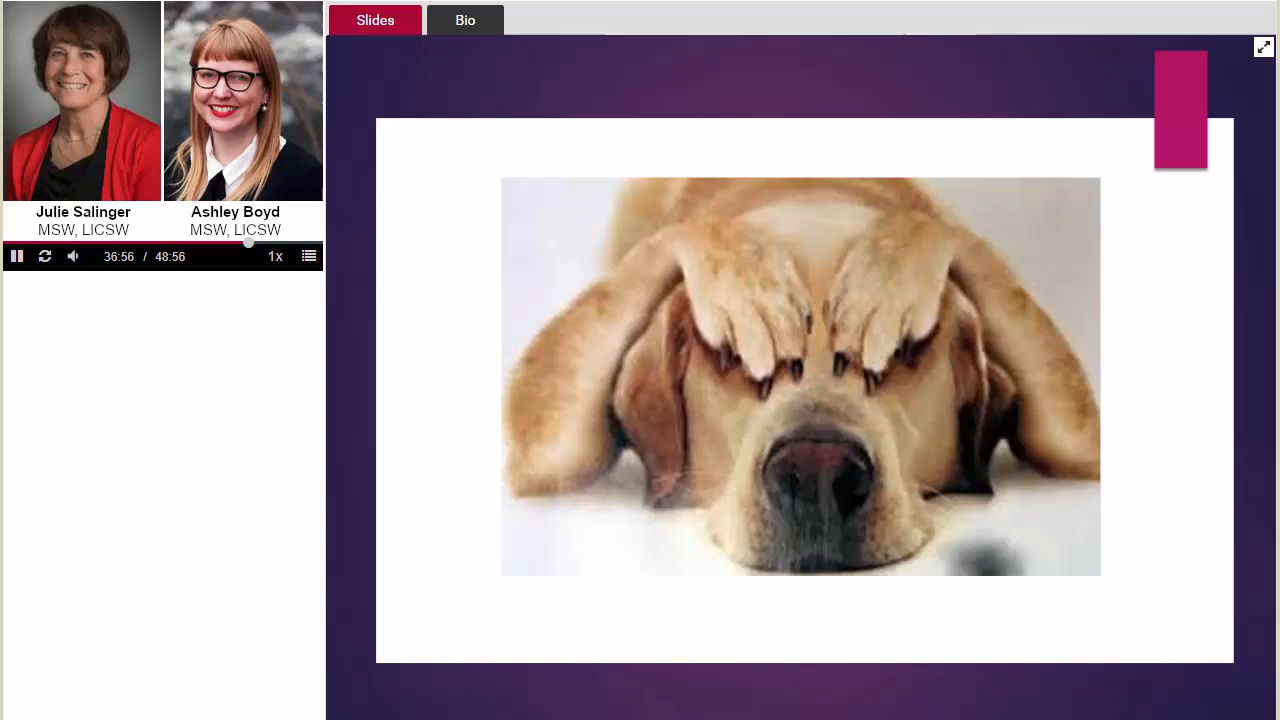 Slides Bio
Julie Salinger Ashley Boyd
MSW, LICSW MSW, LICSW
36:56 / 48:56 1x